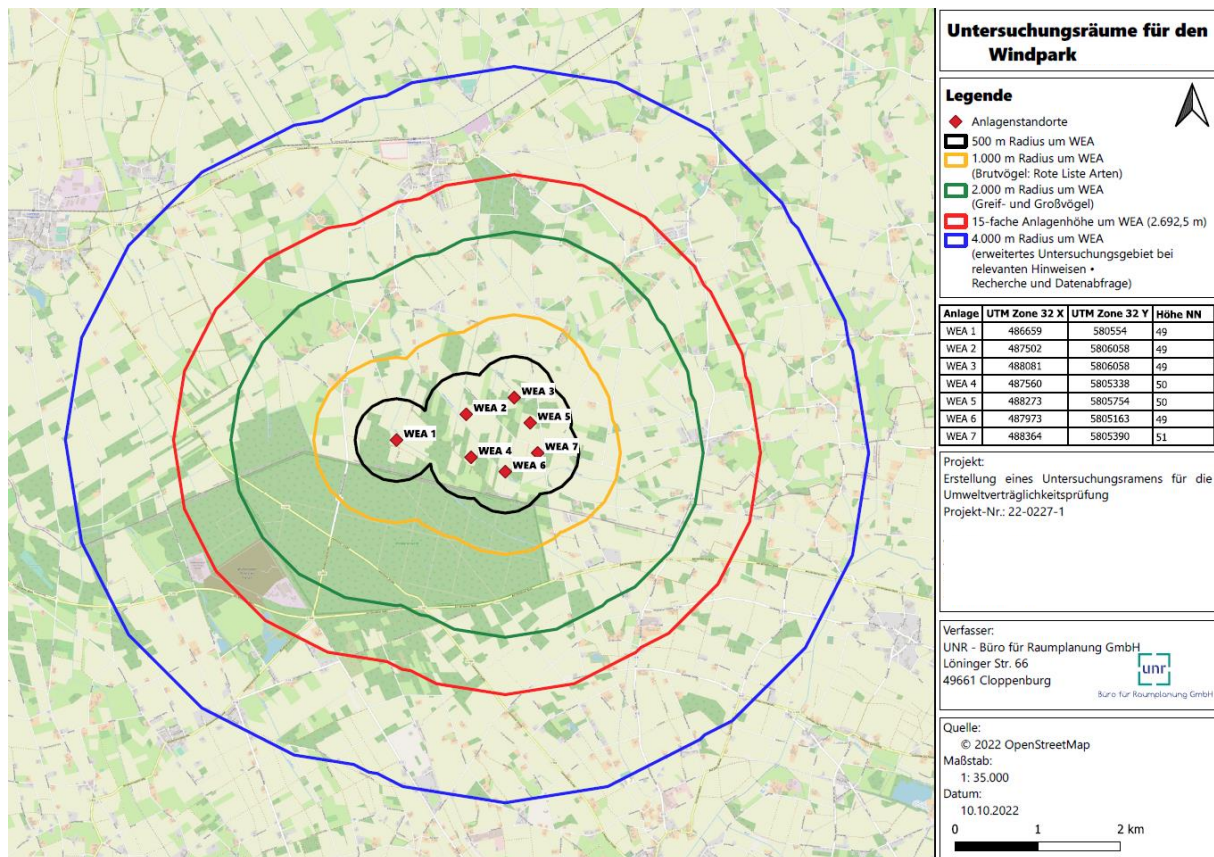 Untersuchungsräume für den
Windpark
Legende
Anlagenstandorte
500 m Radius um WEA
1.000 m Radius um WEA
(Brutvögel: Rote Liste Arten)
2.000 m Radius um WEA
(Greif- und Großvögel)
15-fache Anlagenhöhe um WEA (2.692,5 m)
4.000 m Radius um WEA
(erweitertes Untersuchungsgebiet bei
relevanten Hinweisen •
Recherche und Datenabfrage)
Anlage UTM Zone 32 X UTM Zone 32 Y Höhe NN
WEA 1 486659 580554 49
WEA 2 487502 5806058 49
WEA 3 488081 5806058 49
WEA 4 487560 5805338 50
WEA 5 488273 5805754 50
WEA 6 487973 5805163 49
WEA 7 488364 5805390 51
Projekt:
Erstellung eines Untersuchungsramens für die
Umweltverträglichkeitsprüfung
Projekt-Nr.: 22-0227-1
Verfasser:
UNR - Büro für Raumplanung GmbH
Löninger Str. 66
49661 Cloppenburg
unr
Büro für Raumplanung GmbH
Quelle:
© 2022 OpenStreetMap
Maßstab:
1: 35.000
Datum:
10.10.2022
0 1 2 km
WEA 3
WEA 2
WEA 5
WEA 1
WEA 4
WEA 7
WEA 6